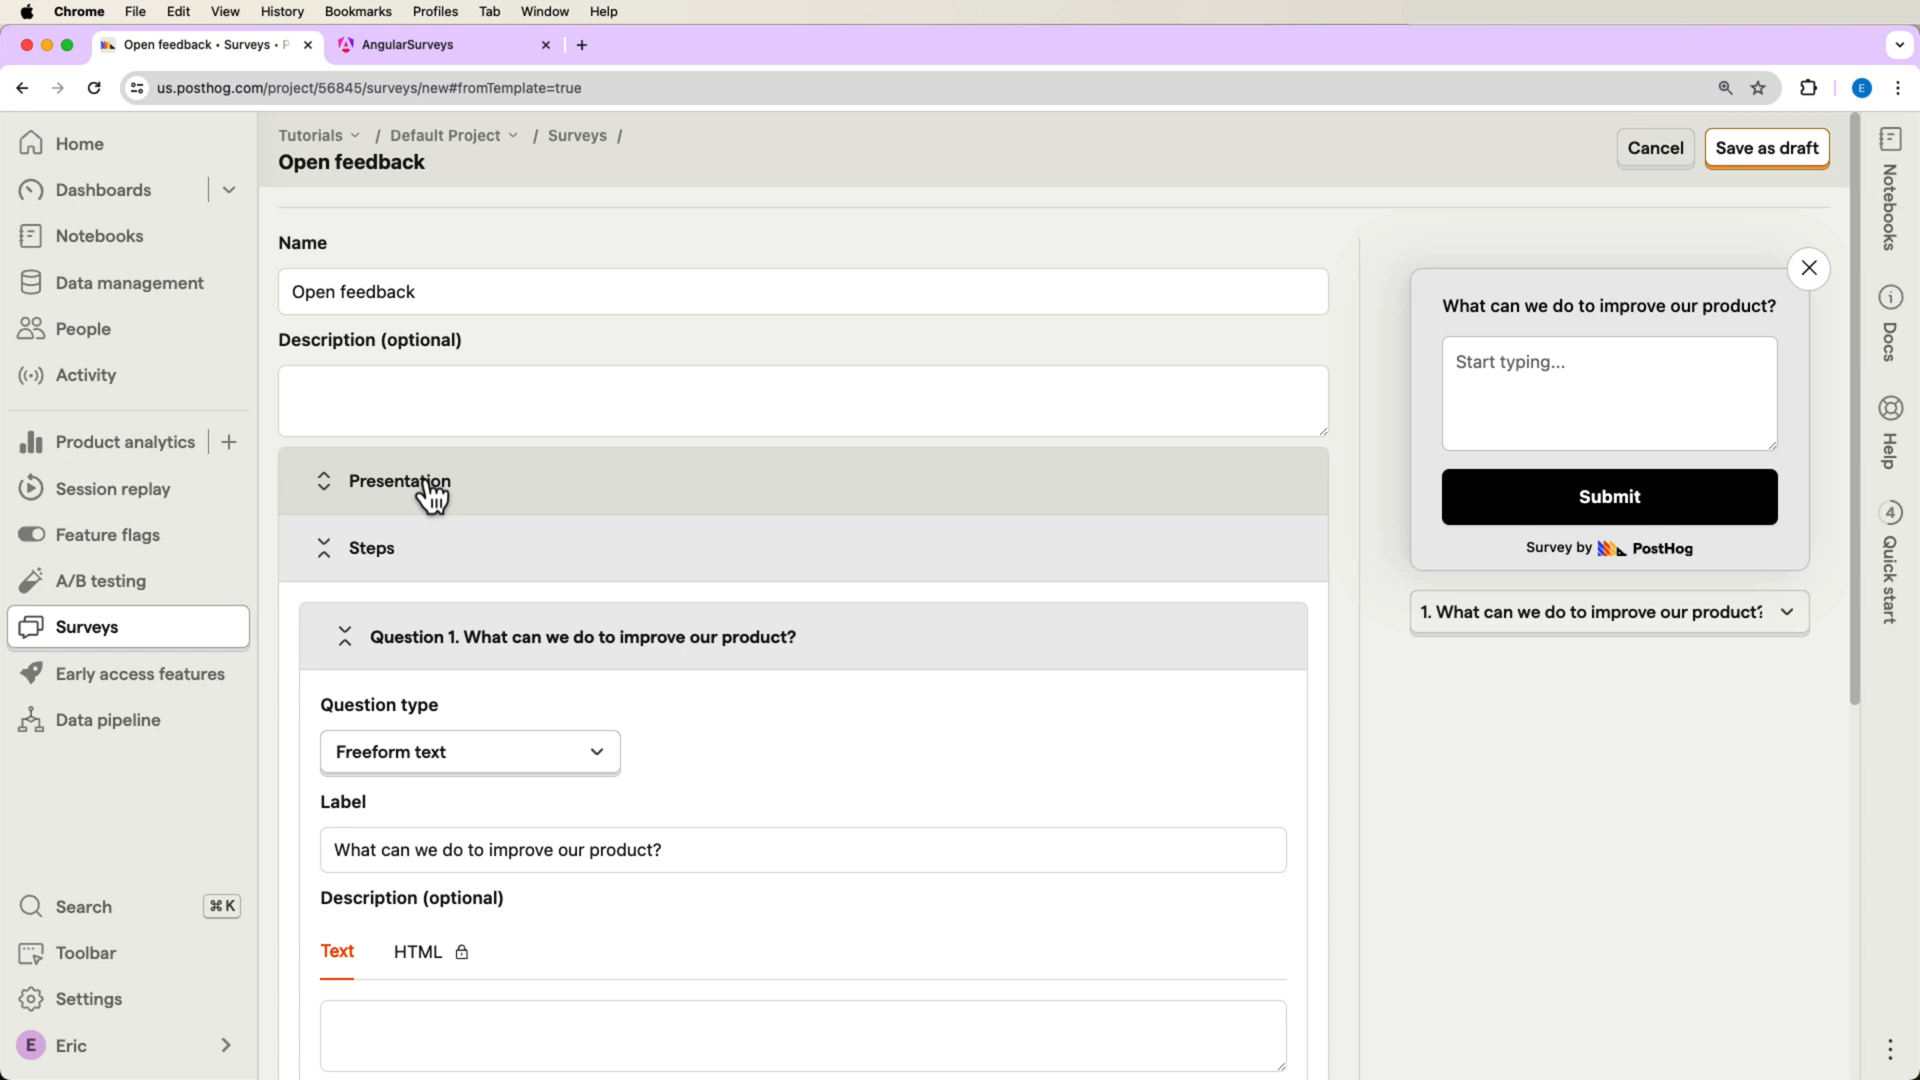 Chrome File Edit View History Bookmarks Profiles Tab Window Help
Open feedback • Surveys • P
AngularSurveys
us.posthog.com/project/56845/surveys/new#fromTemplate=true
E
Home
Dashboards
Notebooks
Data management
People
Activity
Product analytics
Session replay
Feature flags
A/B testing
Surveys
Early access features
Data pipeline
Search ⌘ K
Toolbar
Settings
E Eric
Tutorials / Default Project / Surveys /
Open feedback
Cancel
Save as draft
Name
Open feedback
Description (optional)
Presentation
Steps
Question 1. What can we do to improve our product?
Question type
Freeform text
Label
What can we do to improve our product?
Description (optional)
Text HTML
What can we do to improve our product?
Start typing...
Submit
Survey by PostHog
1. What can we do to improve our product?
Notebooks
Docs
Help
4
Quick start